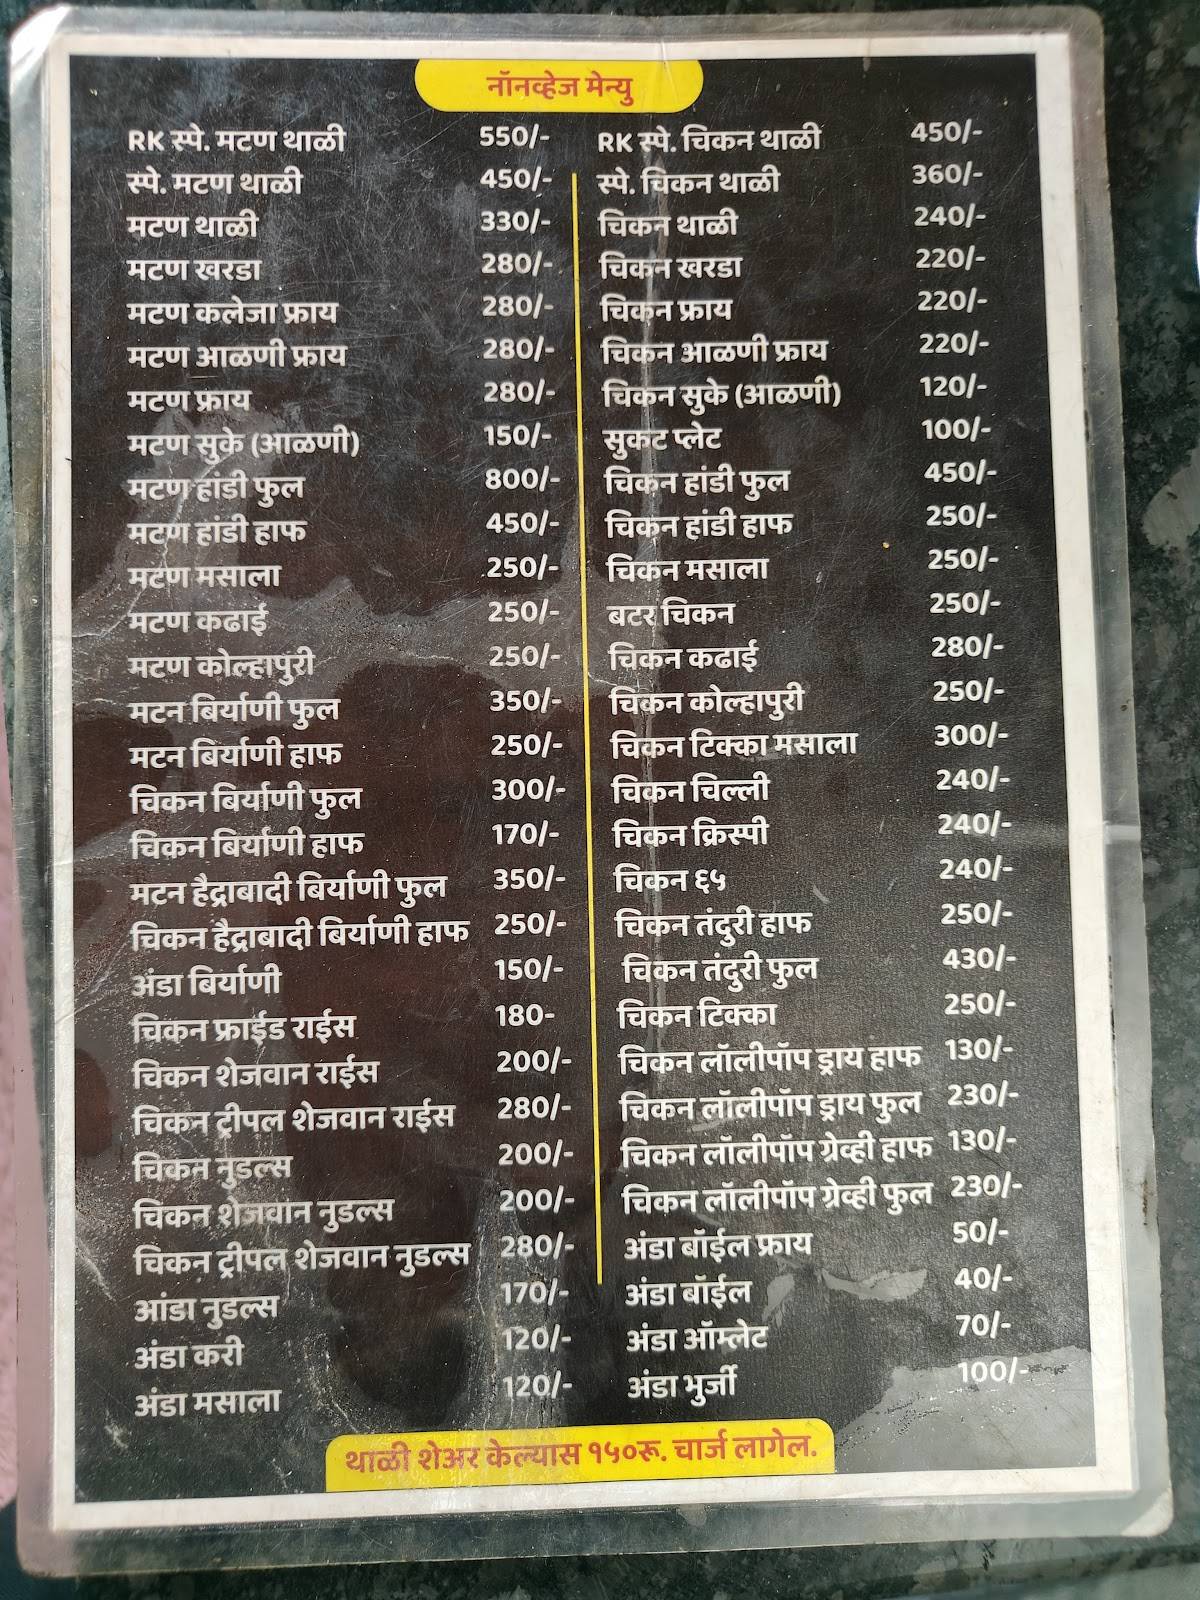 नॉनव्हेज मेन्यु
RK स्पे. मटण थाळी 550/-
स्पे. मटण थाळी 450/-
मटण थाळी 330/-
मटण खरडा 280/-
मटण कलेजा फ्राय 280/-
मटण आळणी फ्राय 280/-
मटण फ्राय 280/-
मटण सुके (आळणी) 150/-
मटण हांडी फुल 800/-
मटण हांडी हाफ 450/-
मटण मसाला 250/-
मटण कढाई 250/-
मटण कोल्हापुरी 250/-
मटन बिर्याणी फुल 350/-
मटन बिर्याणी हाफ 250/-
चिकन बिर्याणी फुल 300/-
चिकन बिर्याणी हाफ 170/-
मटन हैद्राबादी बिर्याणी फुल 350/-
चिकन हैद्राबादी बिर्याणी हाफ 250/-
अंडा बिर्याणी 150/-
चिकन फ्राईड राईस 180-
चिकन शेजवान राईस 200/-
चिकन ट्रीपल शेजवान राईस 280/-
चिकन नुडल्स 200/-
चिकन शेजवान नुडल्स 200/-
चिकन ट्रीपल शेजवान नुडल्स 280/-
आंडा नुडल्स 170/-
अंडा करी 120/-
अंडा मसाला 120/-
RK स्पे. चिकन थाळी 450/-
स्पे. चिकन थाळी 360/-
चिकन थाळी 240/-
चिकन खरडा 220/-
चिकन फ्राय 220/-
चिकन आळणी फ्राय 220/-
चिकन सुके (आळणी) 120/-
सुकट प्लेट 100/-
चिकन हांडी फुल 450/-
चिकन हांडी हाफ 250/-
चिकन मसाला 250/-
बटर चिकन 250/-
चिकन कढाई 280/-
चिकन कोल्हापुरी 250/-
चिकन टिक्का मसाला 300/-
चिकन चिल्ली 240/-
चिकन क्रिस्पी 240/-
चिकन ६५ 240/-
चिकन तंदुरी हाफ 250/-
चिकन तंदुरी फुल 430/-
चिकन टिक्का 250/-
चिकन लॉलीपॉप ड्राय हाफ 130/-
चिकन लॉलीपॉप ड्राय फुल 230/-
चिकन लॉलीपॉप ग्रेव्ही हाफ 130/-
चिकन लॉलीपॉप ग्रेव्ही फुल 230/-
अंडा बॉईल फ्राय 50/-
अंडा बॉईल 40/-
अंडा ऑम्लेट 70/-
अंडा भुर्जी 100/-
थाळी शेअर केल्यास १५०रू. चार्ज लागेल.